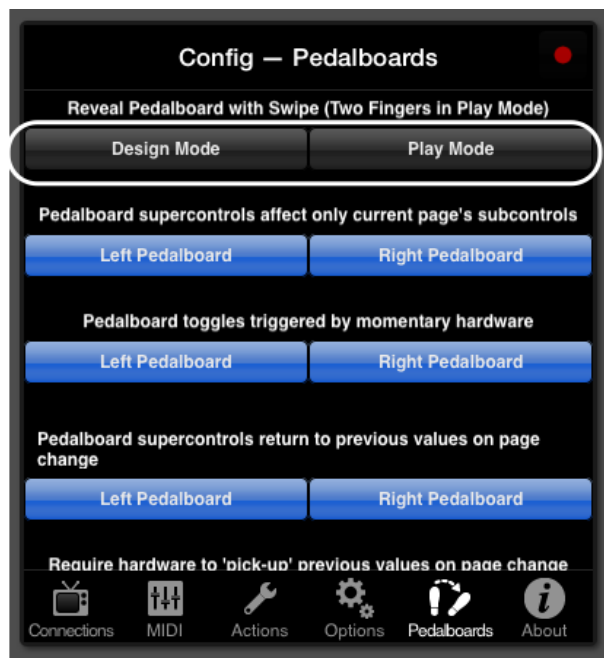 Config — Pedalboards
Reveal Pedalboard with Swipe (Two Fingers in Play Mode)
Design Mode Play Mode
Pedalboard supercontrols affect only current page's subcontrols
Left Pedalboard Right Pedalboard
Pedalboard toggles triggered by momentary hardware
Left Pedalboard Right Pedalboard
Pedalboard supercontrols return to previous values on page
change
Left Pedalboard Right Pedalboard
Require hardware to 'pick-up' previous values on page change
Connections MIDI Actions Options Pedalboards About